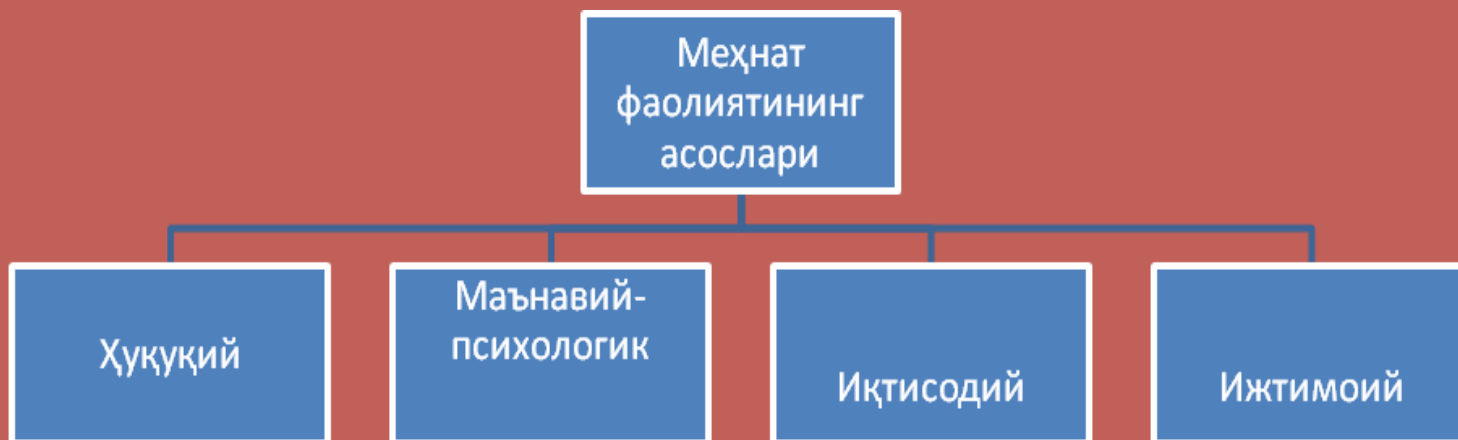 Меҳнат
фаолиятининг
асослари
Ҳуқуқий
Маънавий-
психологик
Иқтисодий
Ижтимоий